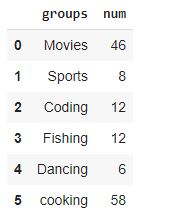 groups num
0 Movies 46
1 Sports 8
2 Coding 12
3 Fishing 12
4 Dancing 6
5 cooking 58